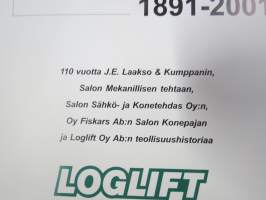 1891-2001
110 vuotta J.E. Laakso & Kumppanin,
Salon Mekanillisen tehtaan,
Salon Sähkö- ja Konetehdas Oy:n,
Oy Fiskars Ab:n Salon Konepajan
ja Loglift Oy Ab:n teollisuushistoriaa
LOGLIFT